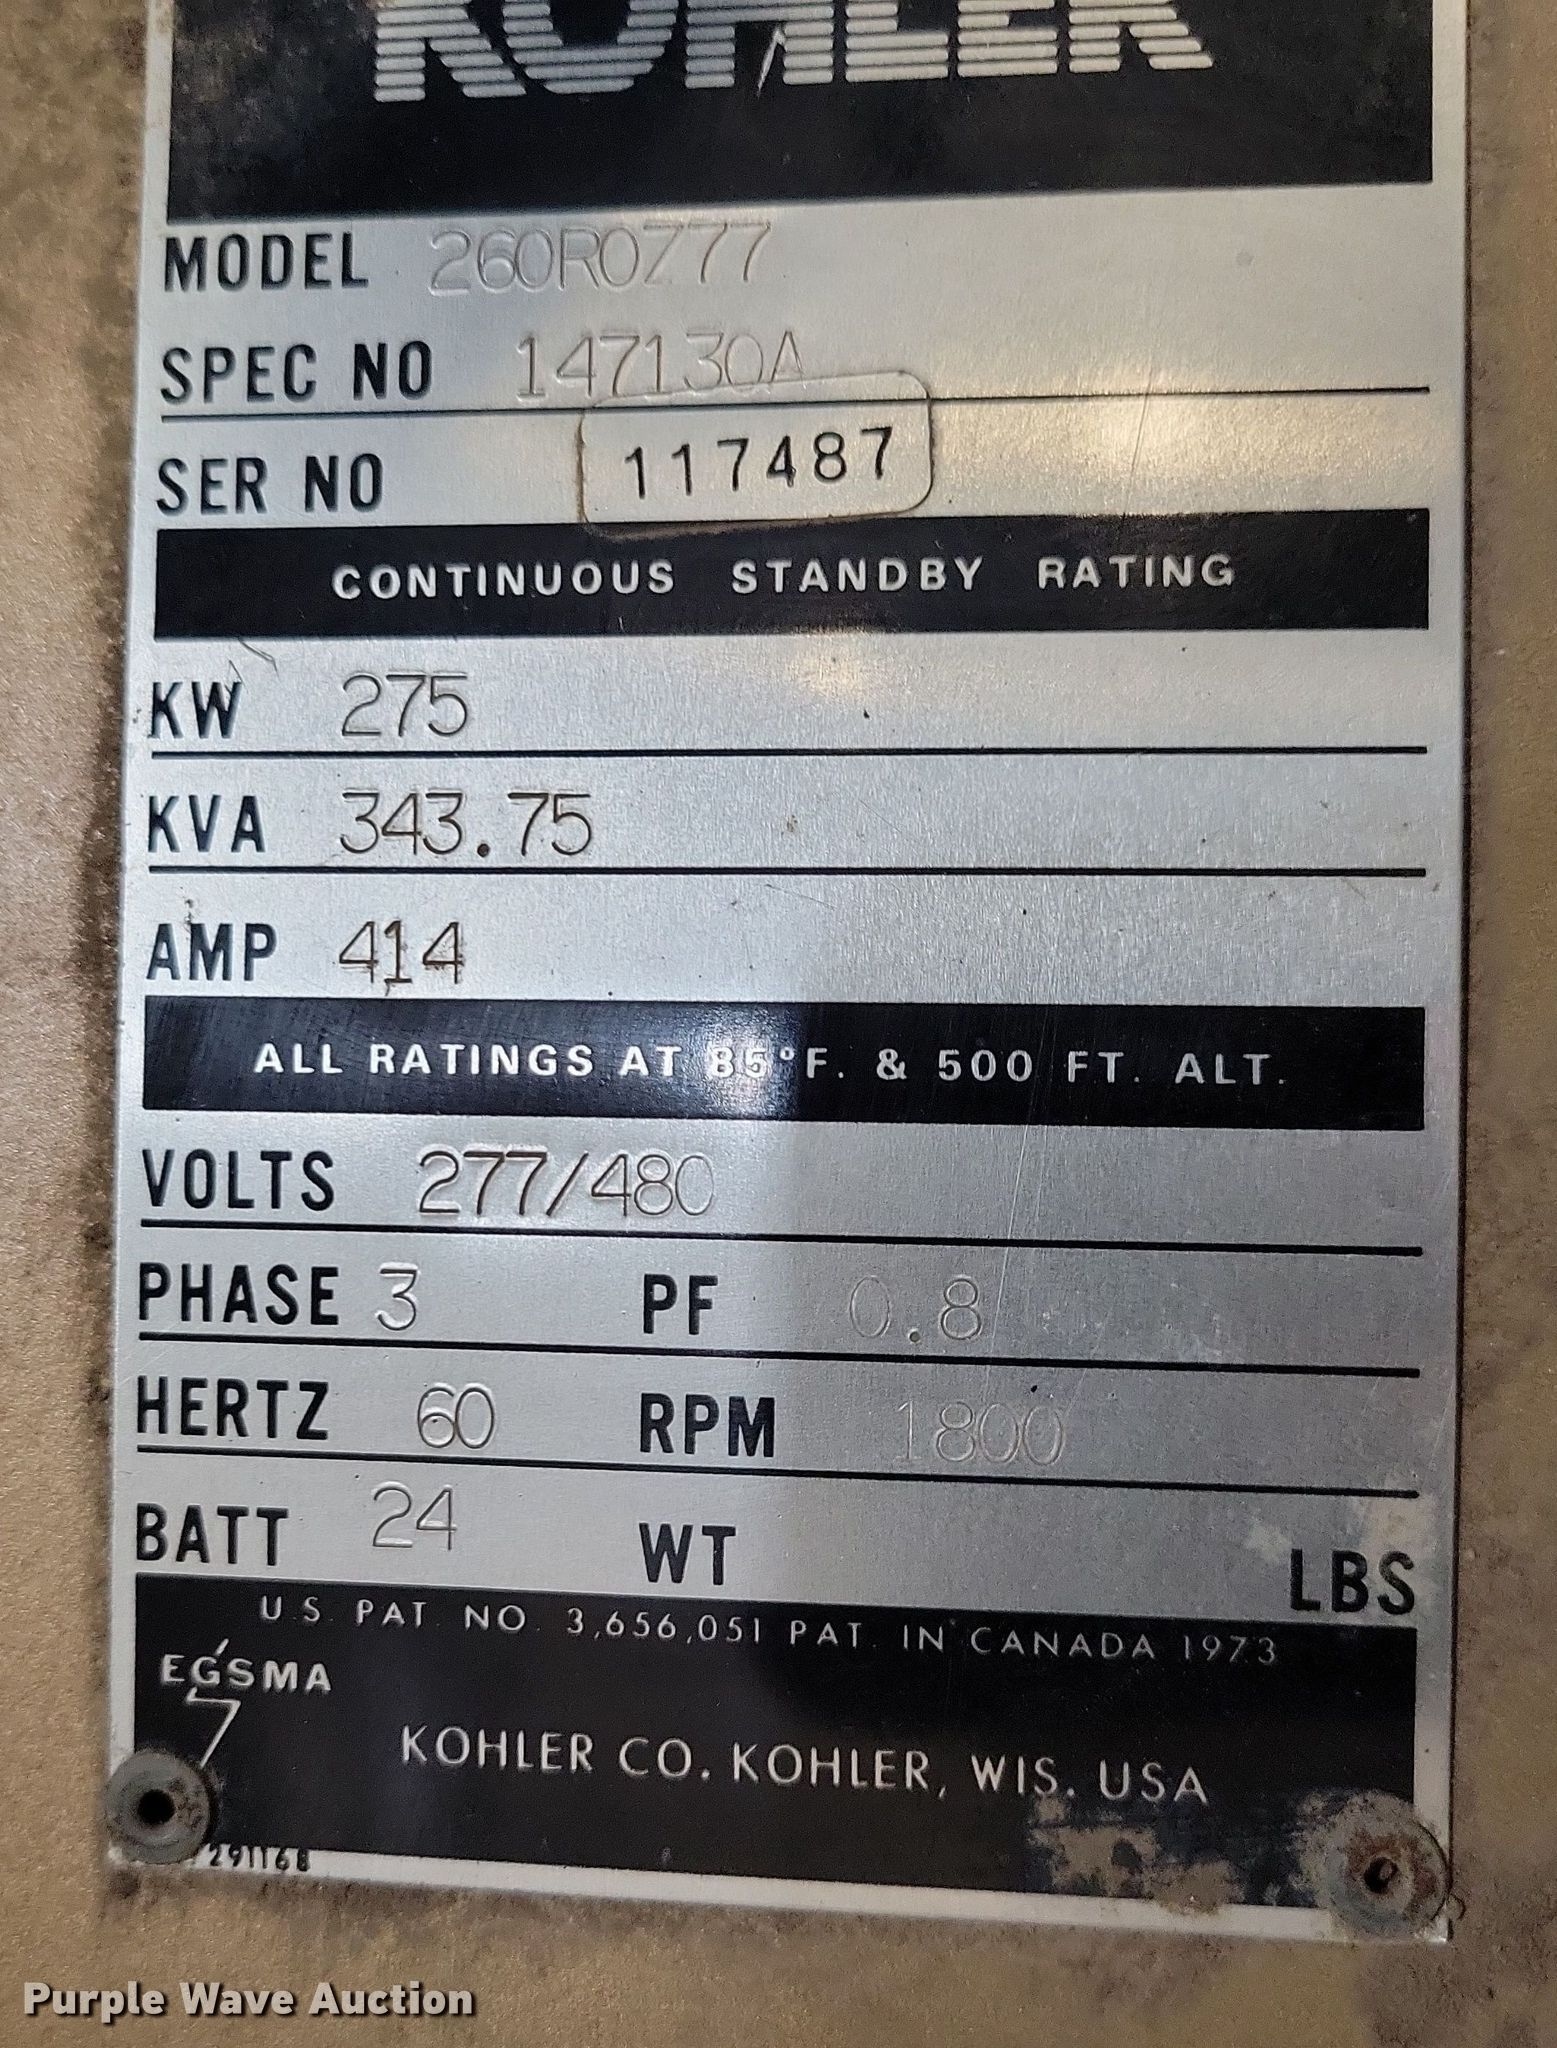 KOHLER
MODEL 260ROZ77
SPEC NO 147130A
SER NO 117487
CONTINUOUS STANDBY RATING
KW 275
KVA 343.75
AMP 414
ALL RATINGS AT 85°F. & 500 FT. ALT.
VOLTS 277/480
PHASE 3 PF 0.8
HERTZ 60 RPM 1800
BATT 24 WT LBS
U.S. PAT. NO. 3,656,051 PAT. IN CANADA 1973
EGSMA
7
KOHLER CO. KOHLER, WIS. USA
291168
Purple Wave Auction